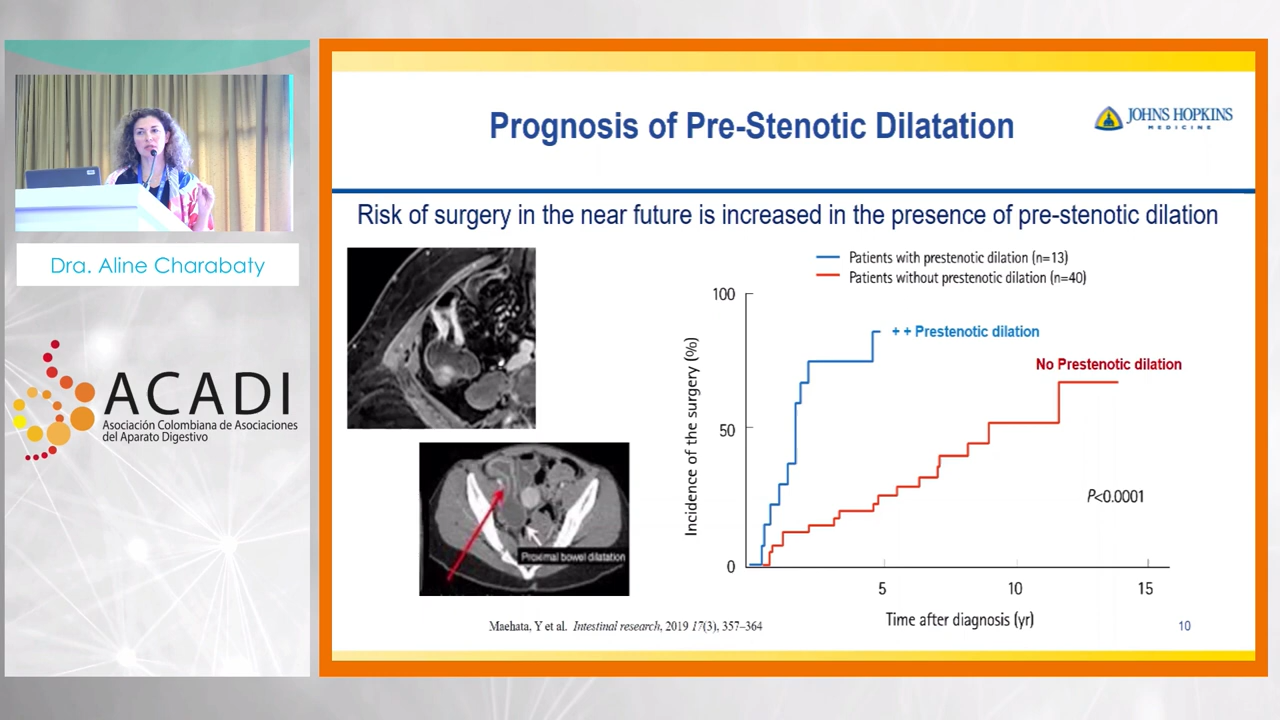 Dra. Aline Charabaty
ACADI
Asociación Colombiana de Asociaciones
del Aparato Digestivo
Prognosis of Pre-Stenotic Dilatation
JOHNS HOPKINS
MEDICINE
Risk of surgery in the near future is increased in the presence of pre-stenotic dilation
Proximal bowel dilatation
Patients with prestenotic dilation (n=13)
Patients without prestenotic dilation (n=40)
Incidence of the surgery (%)
100
50
0
+ + Prestenotic dilation
No Prestenotic dilation
P<0.0001
5
10
15
Time after diagnosis (yr)
Maehata, Y et al. Intestinal research, 2019 17(3), 357–364
10